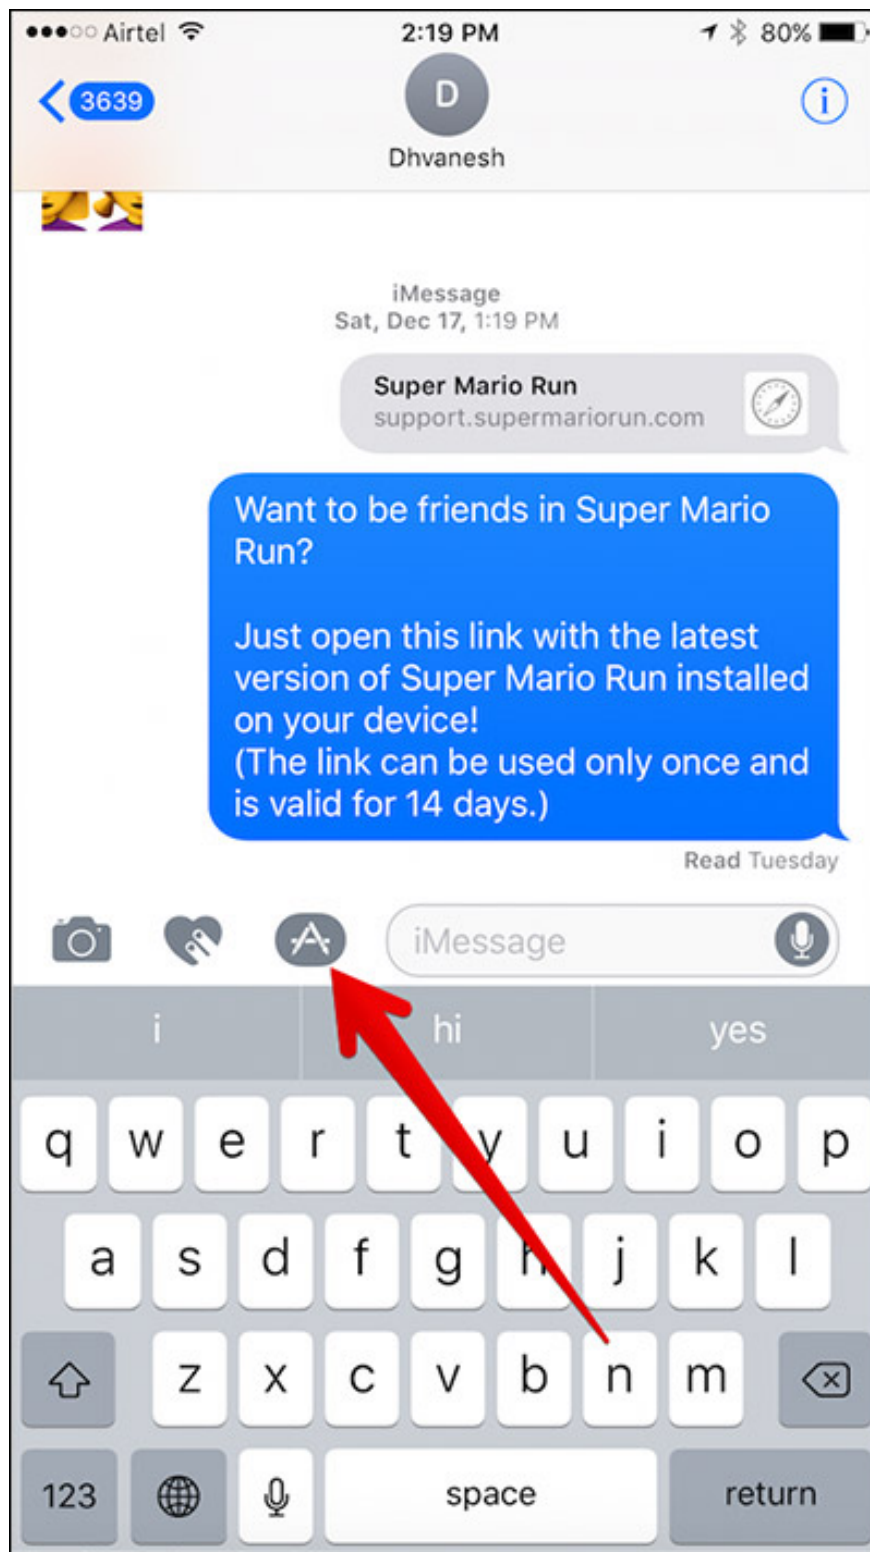 Airtel 2:19 PM 80%
3639
D
Dhvanesh
i
iMessage
Sat, Dec 17, 1:19 PM
Super Mario Run
support.supermariorun.com
Want to be friends in Super Mario
Run?
Just open this link with the latest
version of Super Mario Run installed
on your device!
(The link can be used only once and
is valid for 14 days.)
Read Tuesday
iMessage
i hi yes
q w e r t y u i o p
a s d f g h j k l
z x c v b n m
123 space return